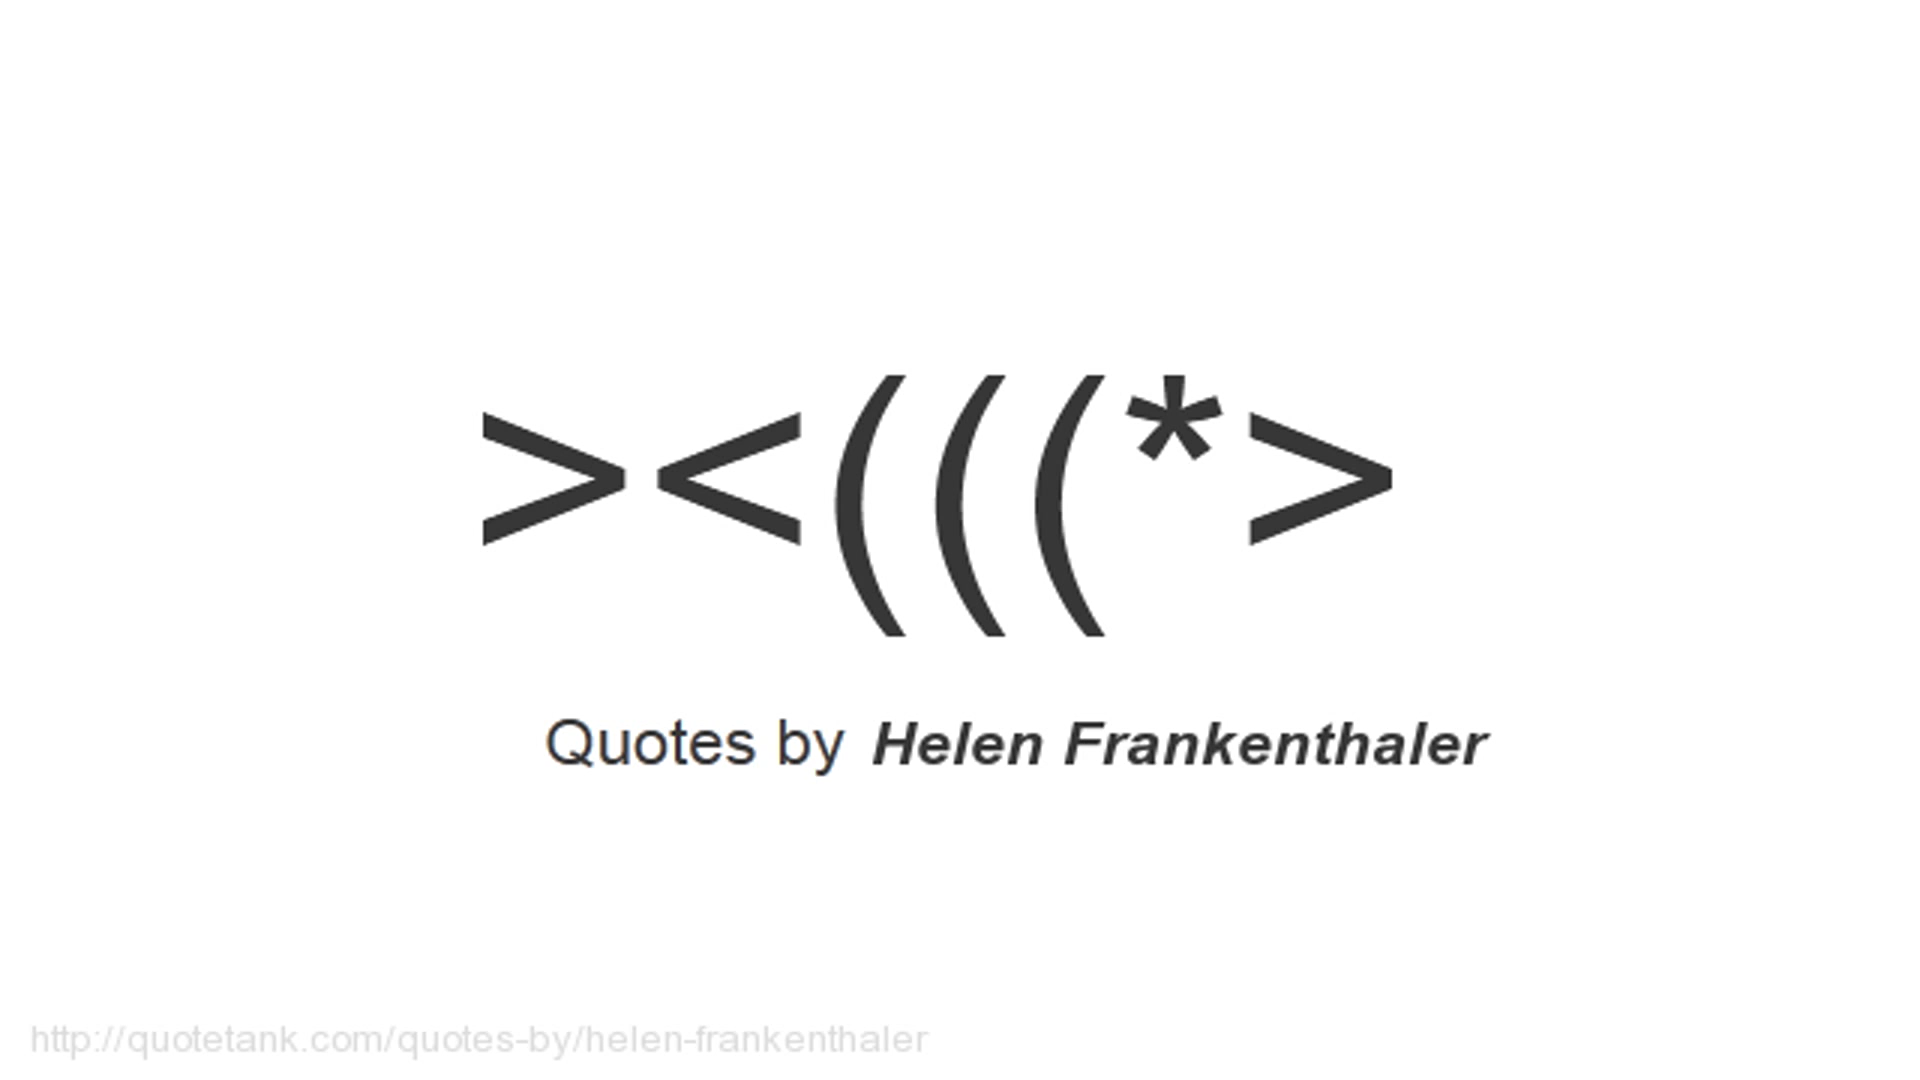 ><(((*>
Quotes by Helen Frankenthaler
http://quotetank.com/quotes-by/helen-frankenthaler